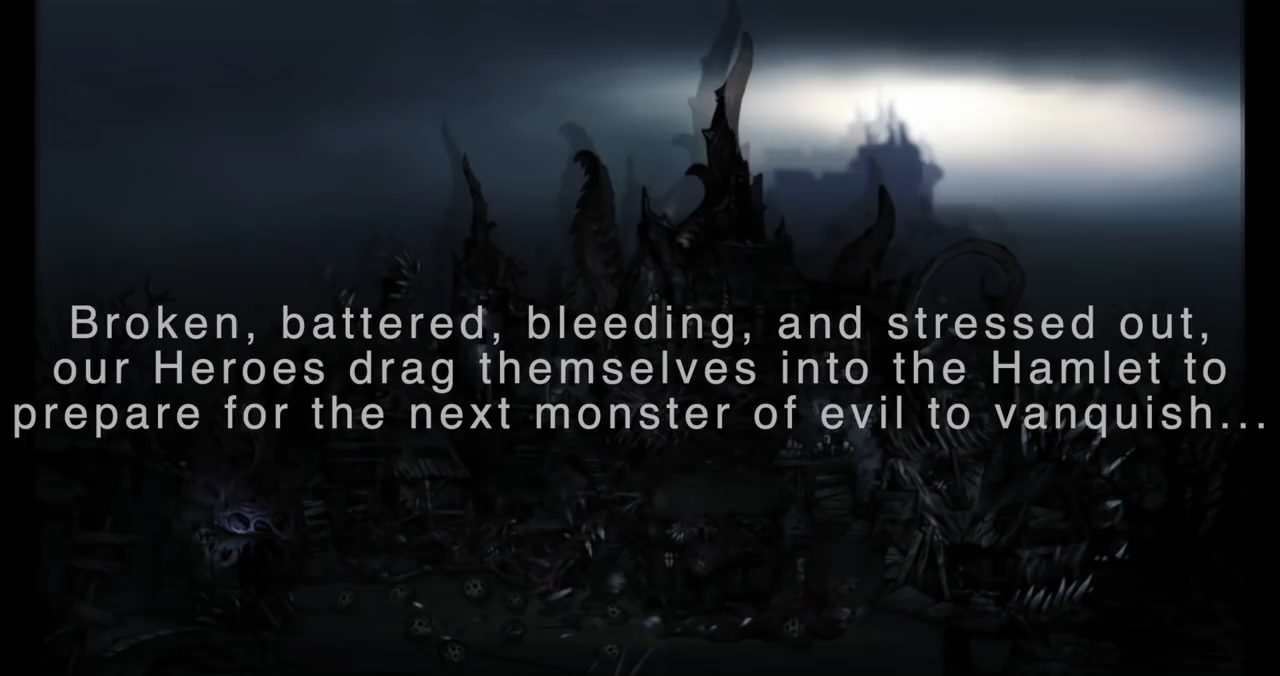 Broken, battered, bleeding, and stressed out,
our Heroes drag themselves into the Hamlet to
prepare for the next monster of evil to vanquish...